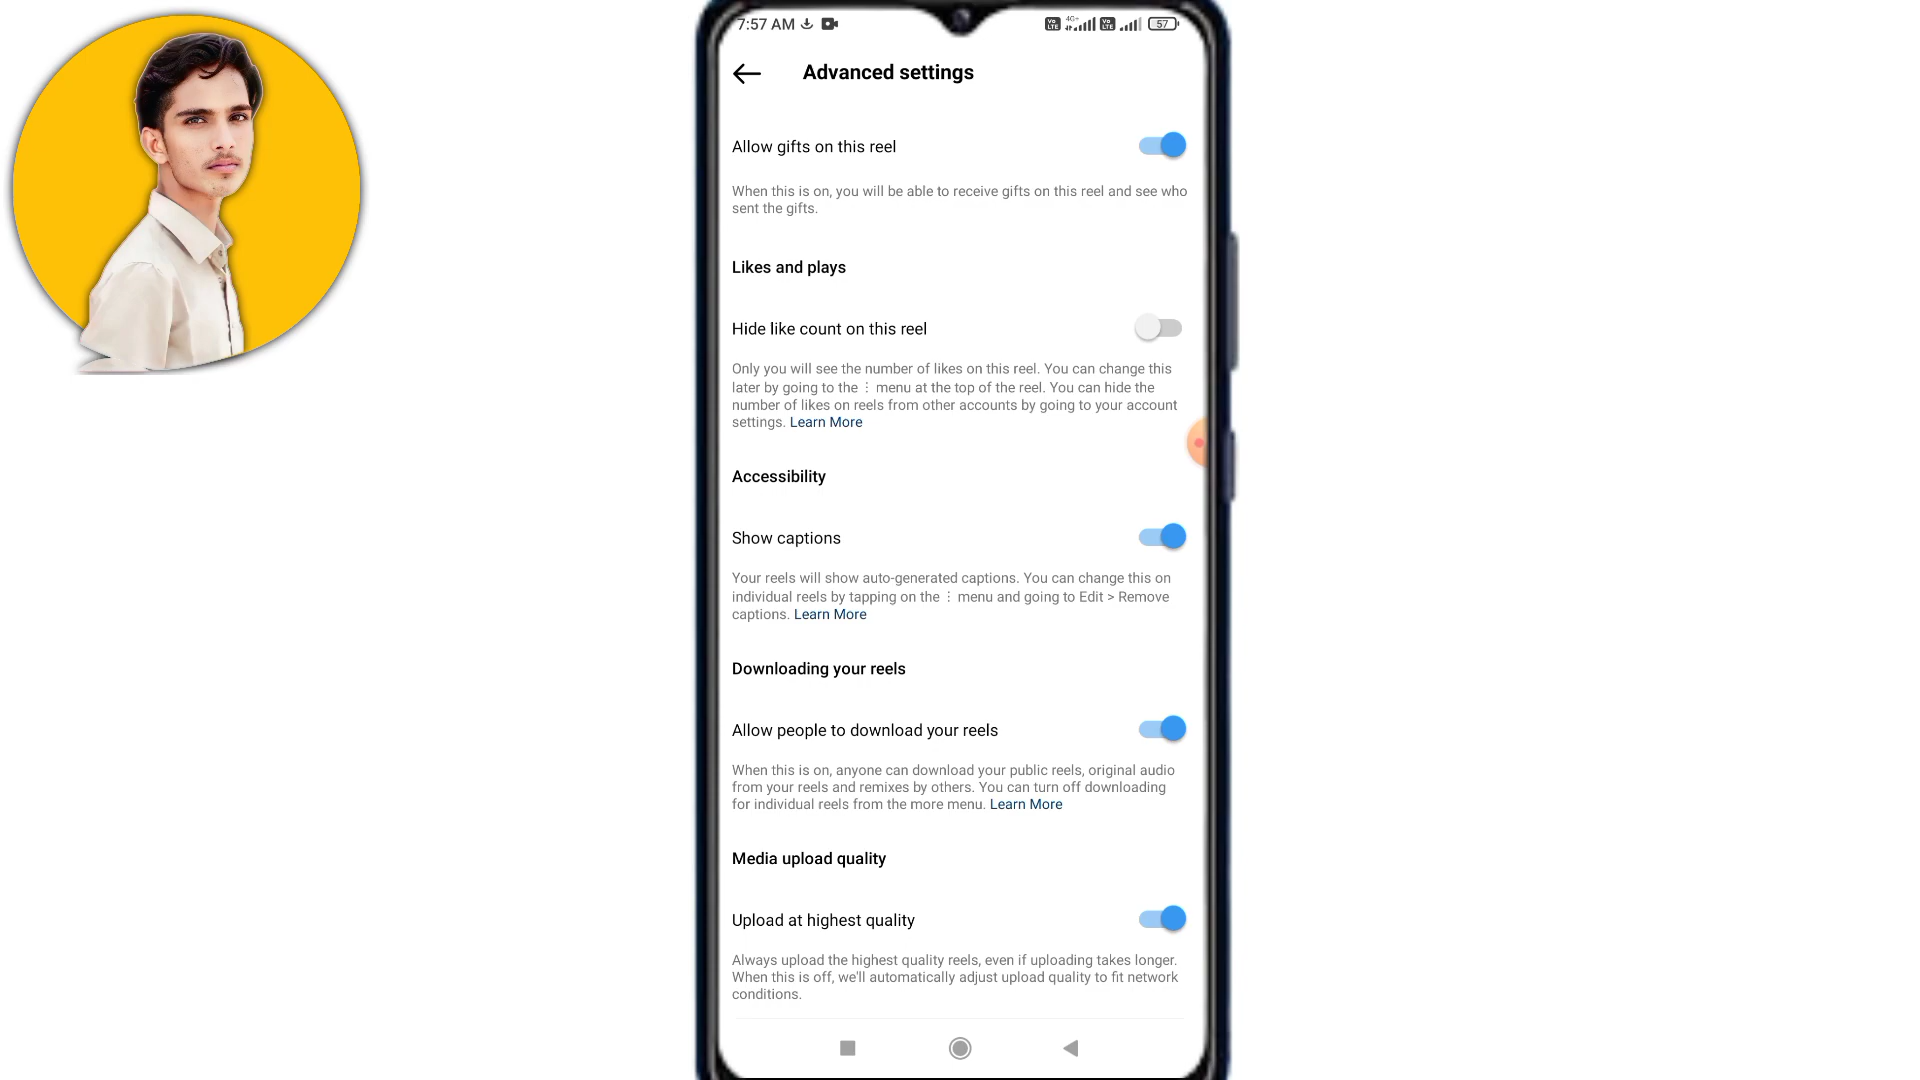 7:57 AM
Vo LTE 4G+ Vo LTE 57
Advanced settings
Allow gifts on this reel
When this is on, you will be able to receive gifts on this reel and see who
sent the gifts.
Likes and plays
Hide like count on this reel
Only you will see the number of likes on this reel. You can change this
later by going to the ⋮ menu at the top of the reel. You can hide the
number of likes on reels from other accounts by going to your account
settings. Learn More
Accessibility
Show captions
Your reels will show auto-generated captions. You can change this on
individual reels by tapping on the ⋮ menu and going to Edit > Remove
captions. Learn More
Downloading your reels
Allow people to download your reels
When this is on, anyone can download your public reels, original audio
from your reels and remixes by others. You can turn off downloading
for individual reels from the more menu. Learn More
Media upload quality
Upload at highest quality
Always upload the highest quality reels, even if uploading takes longer.
When this is off, we'll automatically adjust upload quality to fit network
conditions.